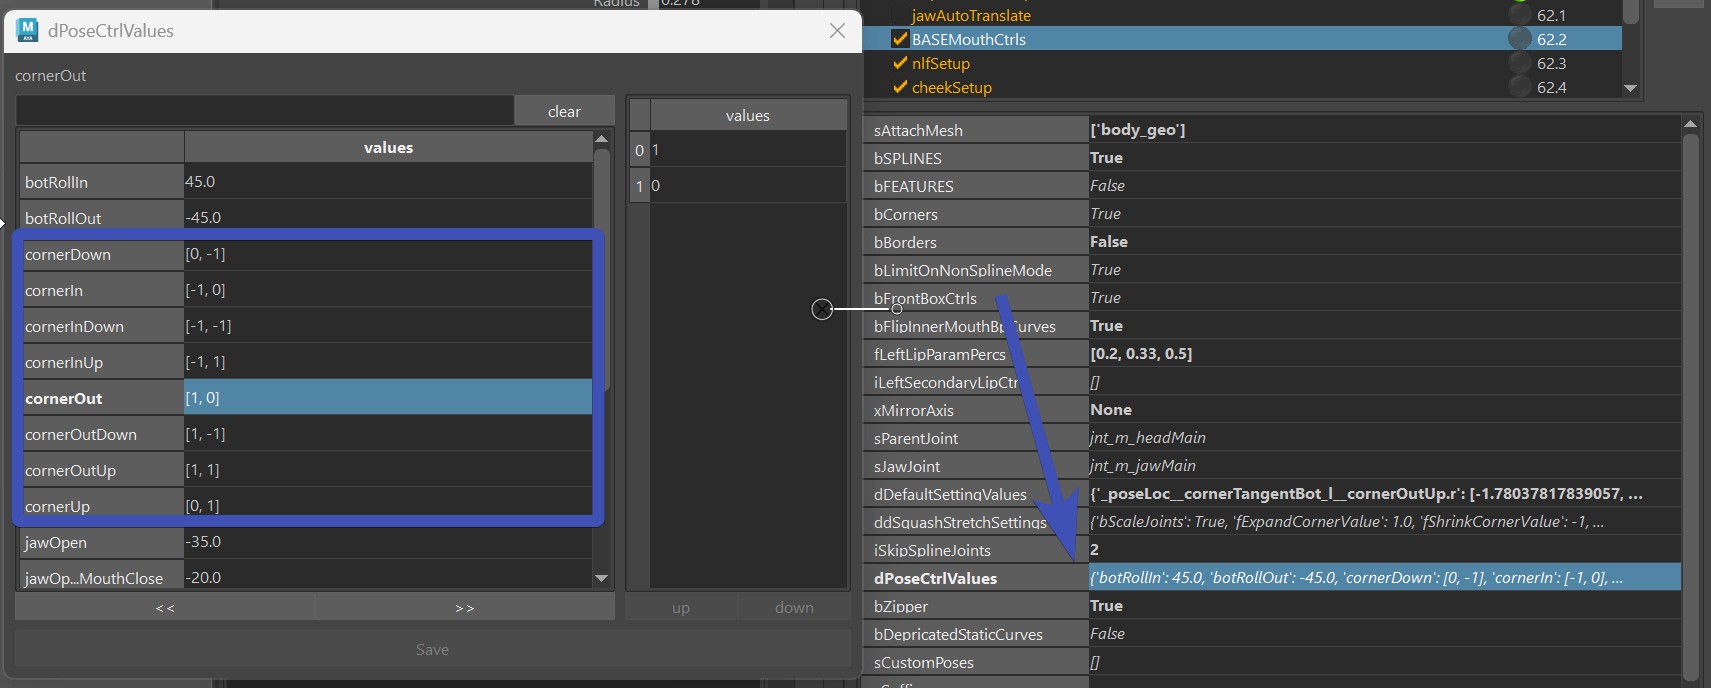 Radius 0.278
dPoseCtrlValues
cornerOut
clear
values
botRollIn 45.0
botRollOut -45.0
cornerDown [0, -1]
cornerIn [-1, 0]
cornerInDown [-1, -1]
cornerInUp [-1, 1]
cornerOut [1, 0]
cornerOutDown [1, -1]
cornerOutUp [1, 1]
cornerUp [0, 1]
jawOpen -35.0
jawOp...MouthClose -20.0
<< >>
values
0 1
1 0
up down
Save
jawAutoTranslate 62.1
BASEMouthCtrls 62.2
nlfSetup 62.3
cheekSetup 62.4
sAttachMesh ['body_geo']
bSPLINES True
bFEATURES False
bCorners True
bBorders False
bLimitOnNonSplineMode True
bFrontBoxCtrls True
bFlipInnerMouthBpCurves True
fLeftLipParamPercs [0.2, 0.33, 0.5]
iLeftSecondaryLipCtr []
xMirrorAxis None
sParentJoint jnt_m_headMain
sJawJoint jnt_m_jawMain
dDefaultSettingValues {'_poseLoc__cornerTangentBot_l__cornerOutUp.r': [-1.78037817839057, ...
ddSquashStretchSettings {'bScaleJoints': True, 'fExpandCornerValue': 1.0, 'fShrinkCornerValue': -1, ...
iSkipSplineJoints 2
dPoseCtrlValues {'botRollIn': 45.0, 'botRollOut': -45.0, 'cornerDown': [0, -1], 'cornerIn': [-1, 0], ...
bZipper True
bDepricatedStaticCurves False
sCustomPoses []